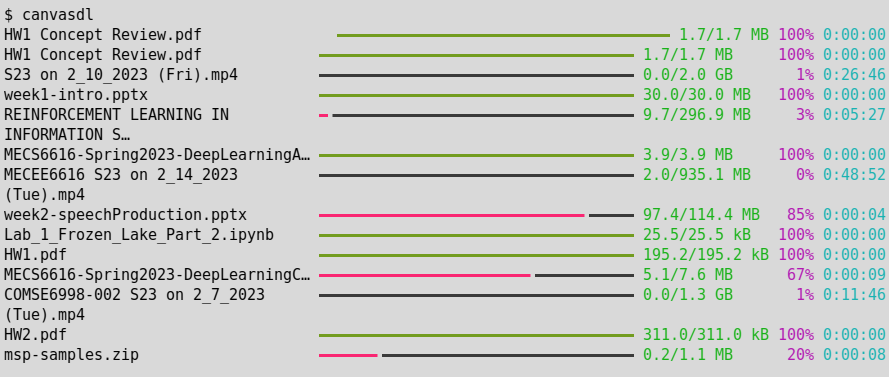 $ canvasdl
HW1 Concept Review.pdf 1.7/1.7 MB 100% 0:00:00
HW1 Concept Review.pdf 1.7/1.7 MB 100% 0:00:00
S23 on 2_10_2023 (Fri).mp4 0.0/2.0 GB 1% 0:26:46
week1-intro.pptx 30.0/30.0 MB 100% 0:00:00
REINFORCEMENT LEARNING IN 9.7/296.9 MB 3% 0:05:27
INFORMATION S…
MECS6616-Spring2023-DeepLearningA… 3.9/3.9 MB 100% 0:00:00
MECEE6616 S23 on 2_14_2023 2.0/935.1 MB 0% 0:48:52
(Tue).mp4
week2-speechProduction.pptx 97.4/114.4 MB 85% 0:00:04
Lab_1_Frozen_Lake_Part_2.ipynb 25.5/25.5 kB 100% 0:00:00
HW1.pdf 195.2/195.2 kB 100% 0:00:00
MECS6616-Spring2023-DeepLearningC… 5.1/7.6 MB 67% 0:00:09
COMSE6998-002 S23 on 2_7_2023 0.0/1.3 GB 1% 0:11:46
(Tue).mp4
HW2.pdf 311.0/311.0 kB 100% 0:00:00
msp-samples.zip 0.2/1.1 MB 20% 0:00:08